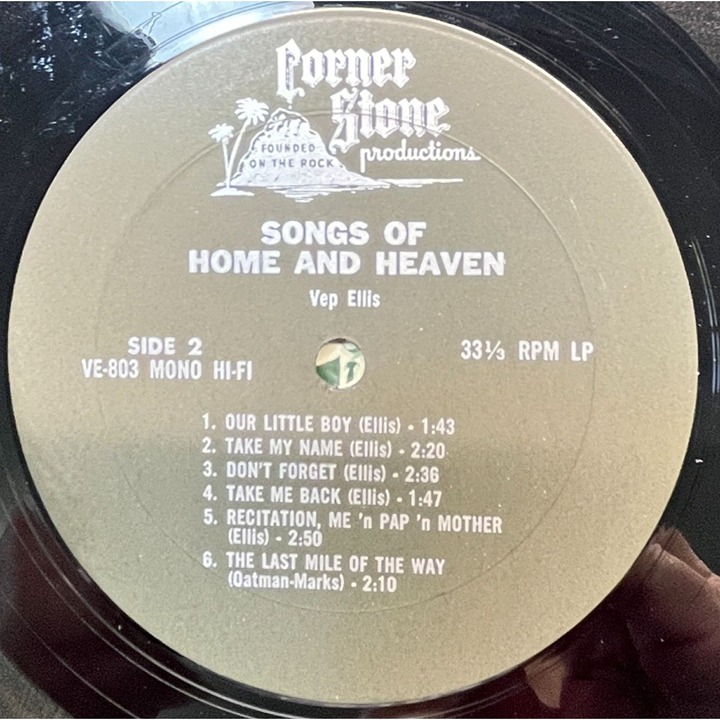 Corner
Stone
productions
FOUNDED
ON THE ROCK
SONGS OF
HOME AND HEAVEN
Vep Ellis
SIDE 2
VE-803 MONO HI-FI
33⅓ RPM LP
1. OUR LITTLE BOY (Ellis) - 1:43
2. TAKE MY NAME (Ellis) - 2:20
3. DON'T FORGET (Ellis) - 2:36
4. TAKE ME BACK (Ellis) - 1:47
5. RECITATION, ME 'n PAP 'n MOTHER
(Ellis) - 2:50
6. THE LAST MILE OF THE WAY
(Oatman-Marks) - 2:10